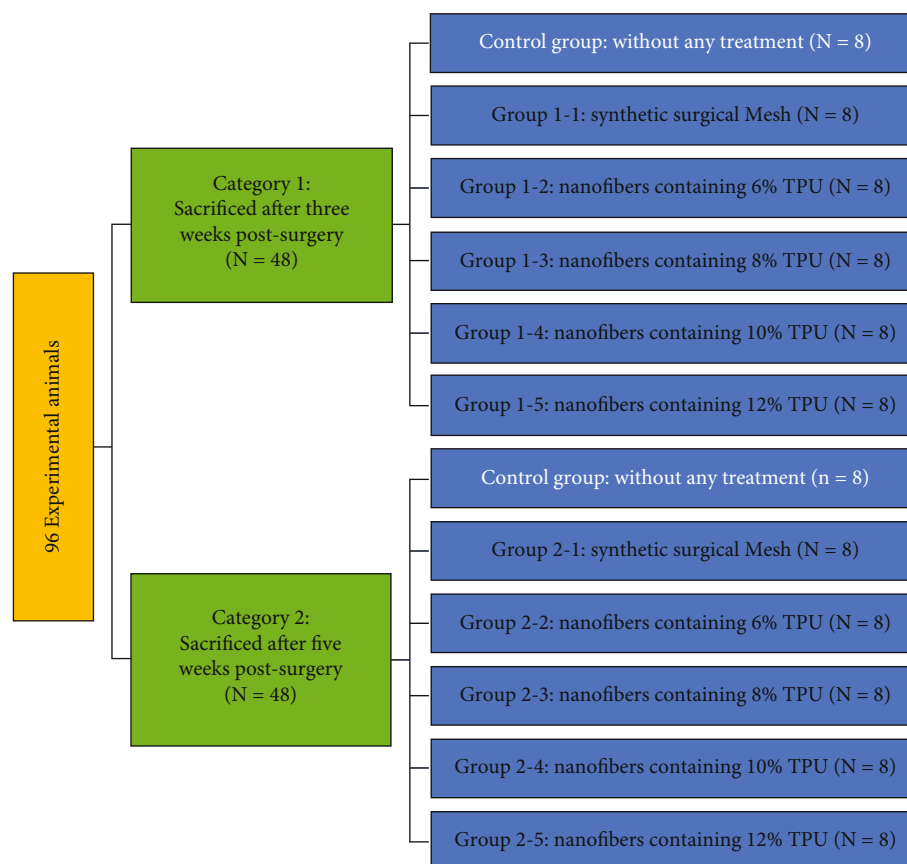 96 Experimental animals
Category 1:
Sacrificed after three
weeks post-surgery
(N = 48)
Control group: without any treatment (N = 8)
Group 1-1: synthetic surgical Mesh (N = 8)
Group 1-2: nanofibers containing 6% TPU (N = 8)
Group 1-3: nanofibers containing 8% TPU (N = 8)
Group 1-4: nanofibers containing 10% TPU (N = 8)
Group 1-5: nanofibers containing 12% TPU (N = 8)
Category 2:
Sacrificed after five
weeks post-surgery
(N = 48)
Control group: without any treatment (n = 8)
Group 2-1: synthetic surgical Mesh (N = 8)
Group 2-2: nanofibers containing 6% TPU (N = 8)
Group 2-3: nanofibers containing 8% TPU (N = 8)
Group 2-4: nanofibers containing 10% TPU (N = 8)
Group 2-5: nanofibers containing 12% TPU (N = 8)